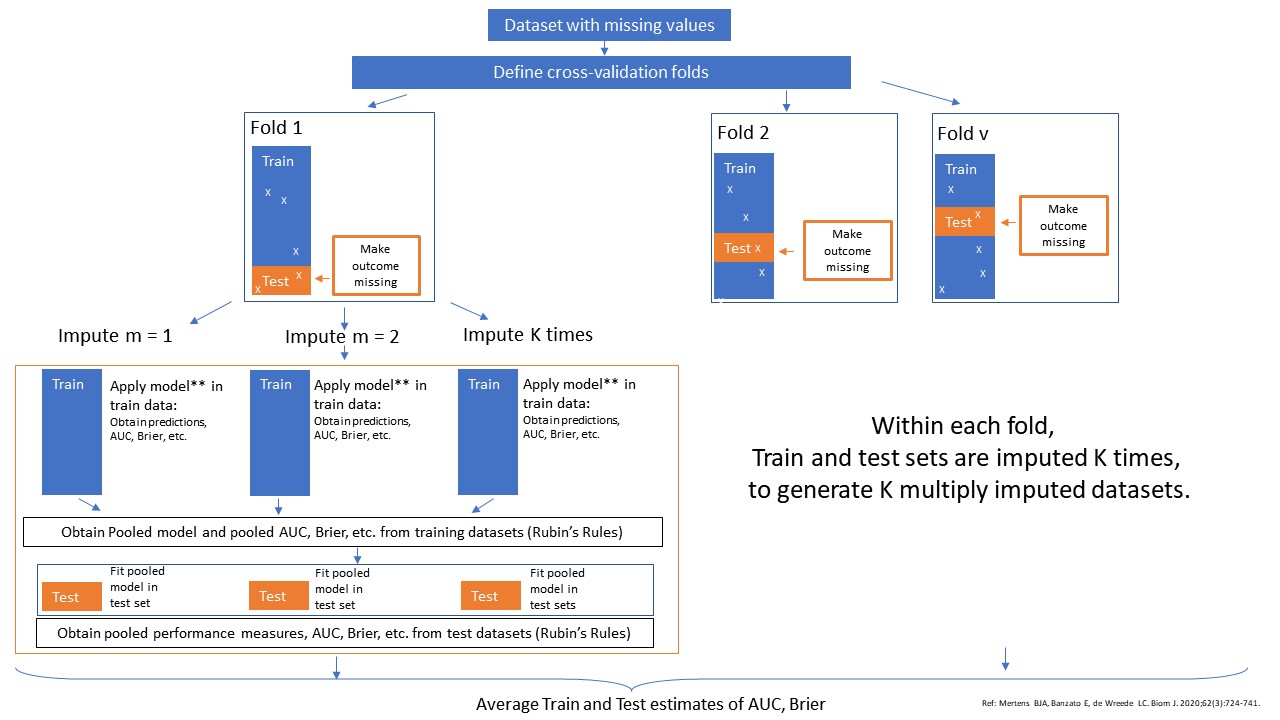 Dataset with missing values
Define cross-validation folds
Fold 1
Train
x
x
x
Test
x
x
Make
outcome
missing
Fold 2
Train
x
x
Test x
x
Make
outcome
missing
Fold v
Train
x
Test x
x
x
x
Make
outcome
missing
Impute m = 1
Impute m = 2
Impute K times
Train
Apply model** in
train data:
Obtain predictions,
AUC, Brier, etc.
Train
Apply model** in
train data:
Obtain predictions,
AUC, Brier, etc.
Train
Apply model** in
train data:
Obtain predictions,
AUC, Brier, etc.
Within each fold,
Train and test sets are imputed K times,
to generate K multiply imputed datasets.
Obtain Pooled model and pooled AUC, Brier, etc. from training datasets (Rubin's Rules)
Test
Fit pooled
model in
test set
Test
Fit pooled
model in
test set
Test
Fit pooled
model in
test sets
Obtain pooled performance measures, AUC, Brier, etc. from test datasets (Rubin's Rules)
Average Train and Test estimates of AUC, Brier
Ref: Mertens BJA, Banzato E, de Wreede LC. Biom J. 2020;62(3):724-741.